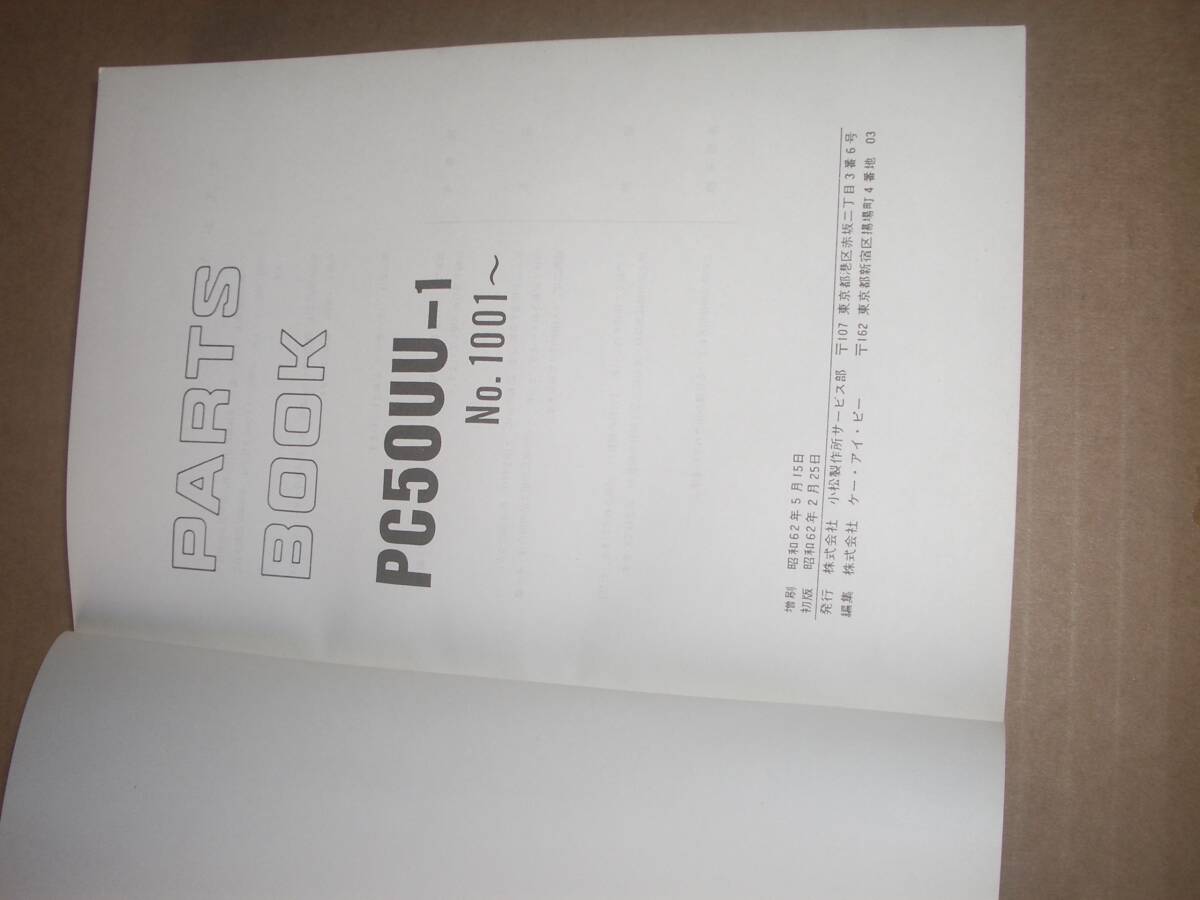 PARTS
BOOK
PC50UU-1
No. 1001～
増刷 昭和62年5月15日
初版 昭和62年2月25日
発行 株式会社 小松製作所サービス部 〒107 東京都港区赤坂二丁目3番6号
編集 株式会社 ケー・アイ・ピー 〒162 東京都新宿区揚場町4番地 03